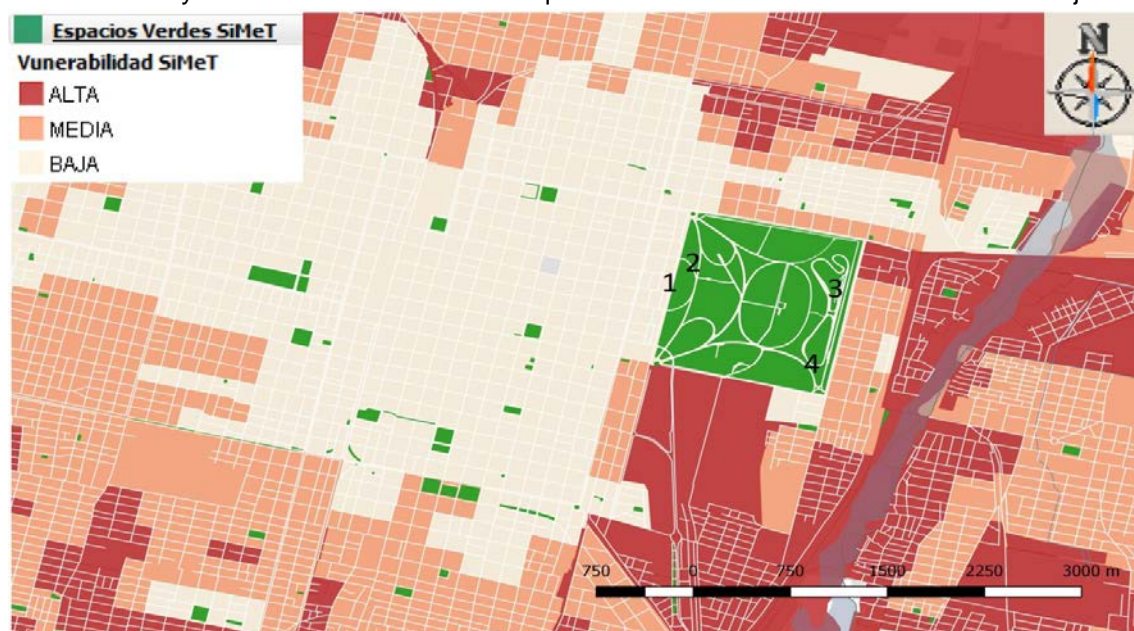 Espacios Verdes SiMeT
Vunerabilidad SiMeT
ALTA
MEDIA
BAJA
N
1
2
3
4
750 0 750 1500 2250 3000 m